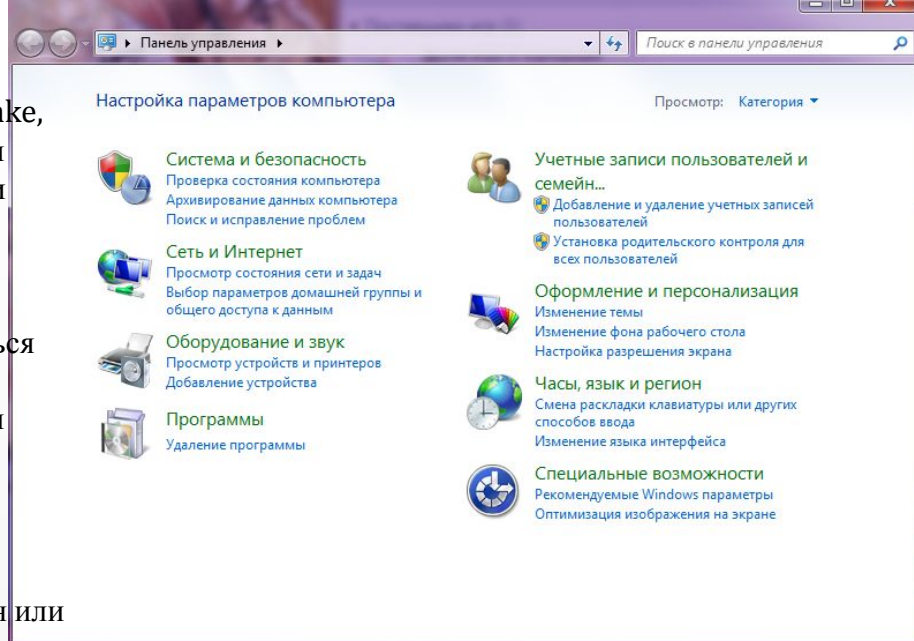 Панель управления
Поиск в панели управления
Настройка параметров компьютера
Просмотр: Категория
Система и безопасность
Проверка состояния компьютера
Архивирование данных компьютера
Поиск и исправление проблем
Сеть и Интернет
Просмотр состояния сети и задач
Выбор параметров домашней группы и
общего доступа к данным
Оборудование и звук
Просмотр устройств и принтеров
Добавление устройства
Программы
Удаление программы
Учетные записи пользователей и
семейн...
Добавление и удаление учетных записей
пользователей
Установка родительского контроля для
всех пользователей
Оформление и персонализация
Изменение темы
Изменение фона рабочего стола
Настройка разрешения экрана
Часы, язык и регион
Смена раскладки клавиатуры или других
способов ввода
Изменение языка интерфейса
Специальные возможности
Рекомендуемые Windows параметры
Оптимизация изображения на экране
или